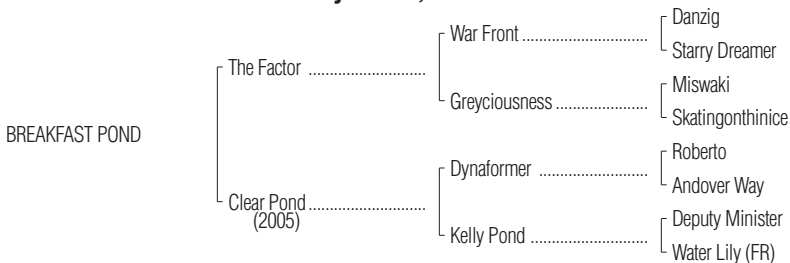 Danzig
War Front ..............................
Starry Dreamer
The Factor ............................
Miswaki
Greyciousness ......................
Skatingonthinice
BREAKFAST POND
Roberto
Dynaformer ..........................
Andover Way
Clear Pond ............................
(2005)
Deputy Minister
Kelly Pond ............................
Water Lily (FR)